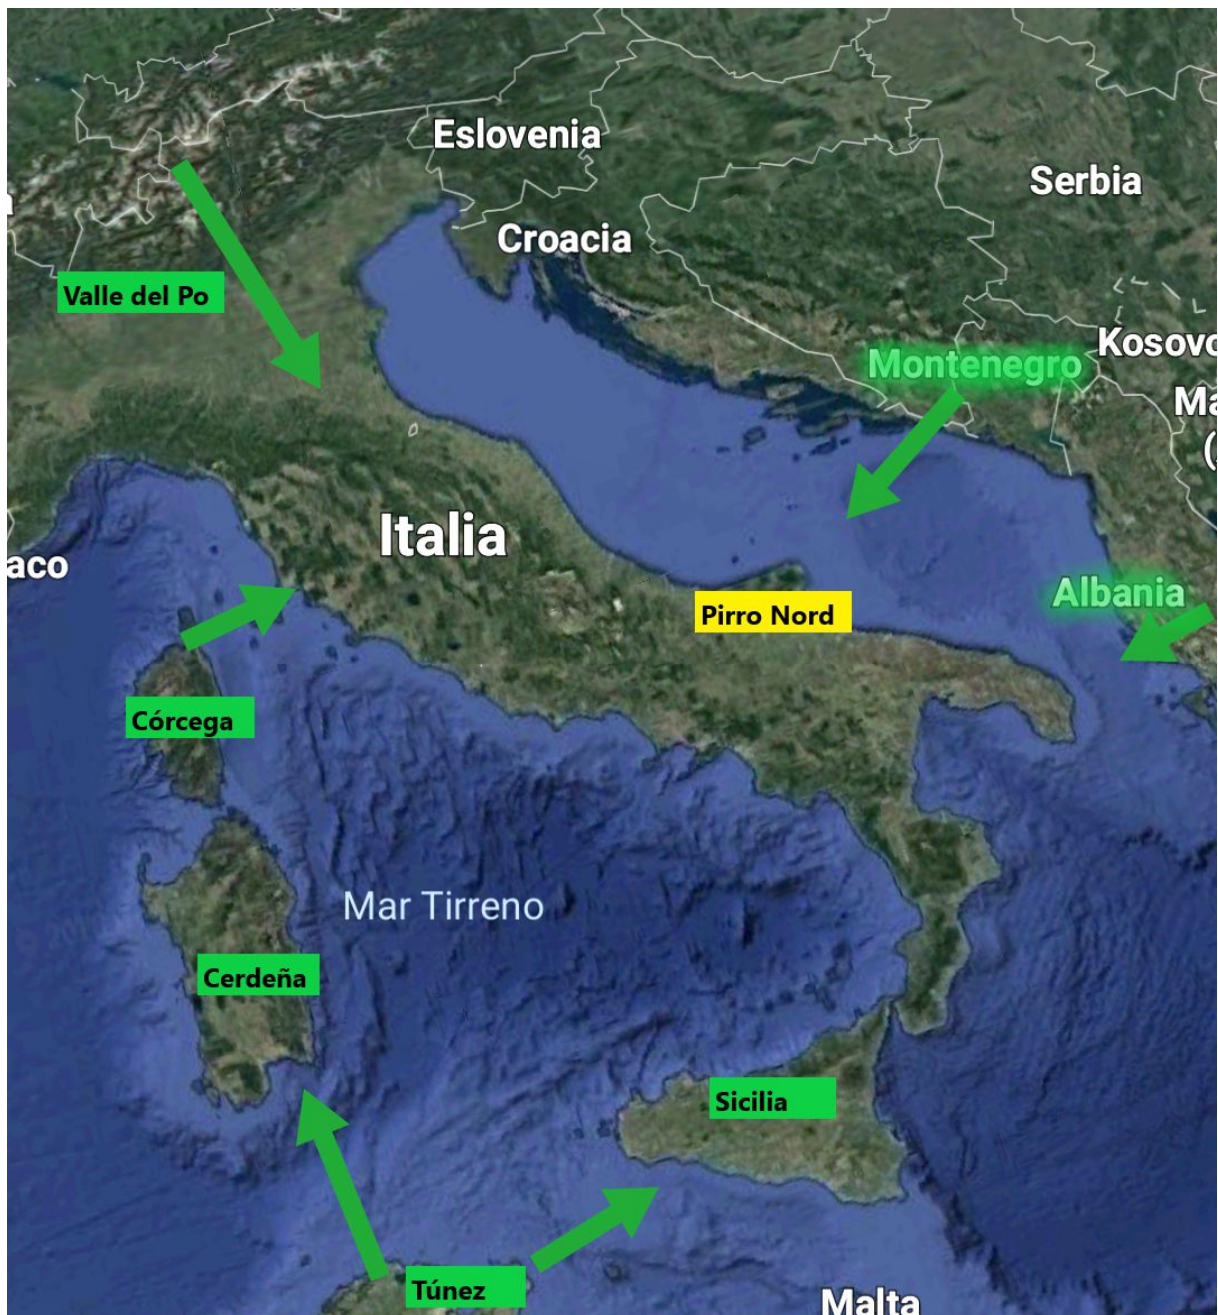 Eslovenia
Serbia
Croacia
Valle del Po
Kosovo
Montenegro
Ma
(
Italia
aco
Albania
Pirro Nord
Córcega
Mar Tirreno
Cerdeña
Sicilia
Túnez
Malta